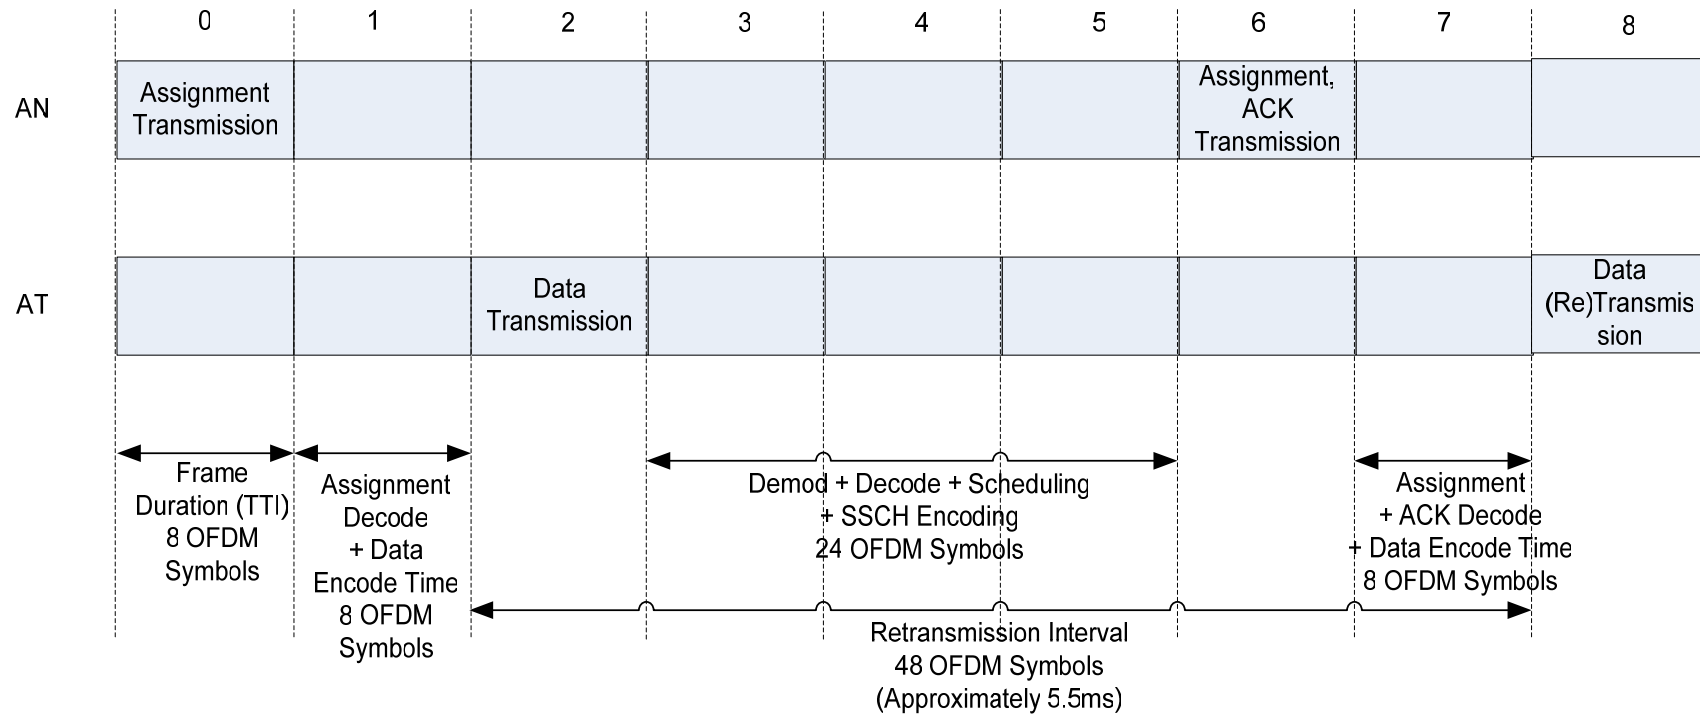 0 1 2 3 4 5 6 7 8
AN
Assignment
Transmission
Assignment,
ACK
Transmission
AT
Data
Transmission
Data
(Re)Transmis
sion
Frame
Duration (TTI)
8 OFDM
Symbols
Assignment
Decode
+ Data
Encode Time
8 OFDM
Symbols
Demod + Decode + Scheduling
+ SSCH Encoding
24 OFDM Symbols
Assignment
+ ACK Decode
+ Data Encode Time
8 OFDM Symbols
Retransmission Interval
48 OFDM Symbols
(Approximately 5.5ms)